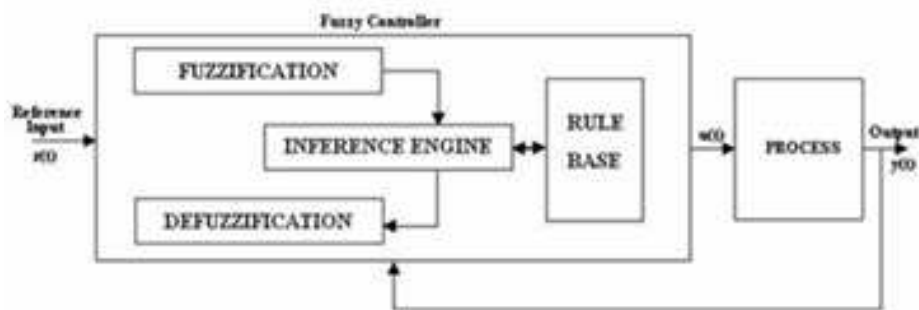 Fuzzy Controller
FUZZIFICATION
Reference
Input
r(t)
INFERENCE ENGINE
RULE
BASE
DEFUZZIFICATION
u(t)
PROCESS
Output
y(t)